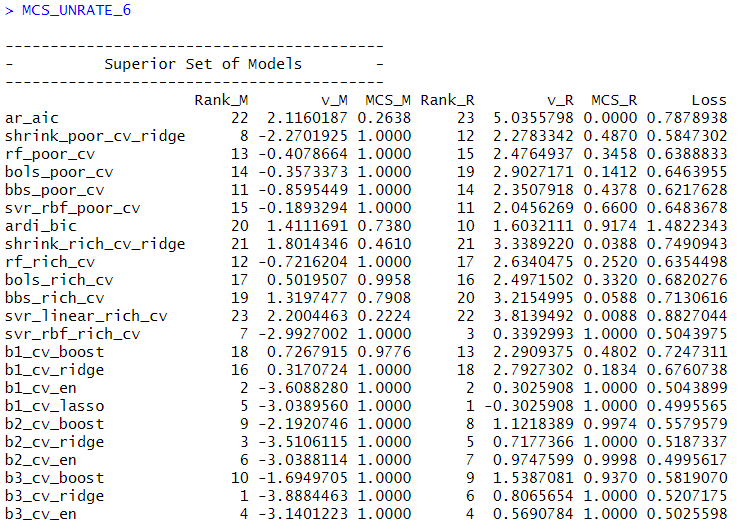 > MCS_UNRATE_6
------------------------------------------
-          Superior Set of Models         -
------------------------------------------
Rank_M v_M MCS_M Rank_R v_R MCS_R Loss
ar_aic 22 2.1160187 0.2638 23 5.0355798 0.0000 0.7878938
shrink_poor_cv_ridge 8 -2.2701925 1.0000 12 2.2783342 0.4870 0.5847302
rf_poor_cv 13 -0.4078664 1.0000 15 2.4764937 0.3458 0.6388833
bols_poor_cv 14 -0.3573373 1.0000 19 2.9027171 0.1412 0.6463955
bbs_poor_cv 11 -0.8595449 1.0000 14 2.3507918 0.4378 0.6217628
svr_rbf_poor_cv 15 -0.1893294 1.0000 11 2.0456269 0.6600 0.6483678
ardi_bic 20 1.4111691 0.7380 10 1.6032111 0.9174 1.4822343
shrink_rich_cv_ridge 21 1.8014346 0.4610 21 3.3389220 0.0388 0.7490943
rf_rich_cv 12 -0.7216204 1.0000 17 2.6340475 0.2520 0.6354498
bols_rich_cv 17 0.5019507 0.9958 16 2.4971502 0.3320 0.6820276
bbs_rich_cv 19 1.3197477 0.7908 20 3.2154995 0.0588 0.7130616
svr_linear_rich_cv 23 2.2004463 0.2224 22 3.8139492 0.0088 0.8827044
svr_rbf_rich_cv 7 -2.9927002 1.0000 3 0.3392993 1.0000 0.5043975
b1_cv_boost 18 0.7267915 0.9776 13 2.2909375 0.4802 0.7247311
b1_cv_ridge 16 0.3170724 1.0000 18 2.7927302 0.1834 0.6760738
b1_cv_en 2 -3.6088280 1.0000 2 0.3025908 1.0000 0.5043899
b1_cv_lasso 5 -3.0389560 1.0000 1 -0.3025908 1.0000 0.4995565
b2_cv_boost 9 -2.1920746 1.0000 8 1.1218389 0.9974 0.5579579
b2_cv_ridge 3 -3.5106115 1.0000 5 0.7177366 1.0000 0.5187337
b2_cv_en 6 -3.0388114 1.0000 7 0.9747599 0.9998 0.4995617
b3_cv_boost 10 -1.6949705 1.0000 9 1.5387081 0.9370 0.5819070
b3_cv_ridge 1 -3.8884463 1.0000 6 0.8065654 1.0000 0.5207175
b3_cv_en 4 -3.1401223 1.0000 4 0.5690784 1.0000 0.5025598